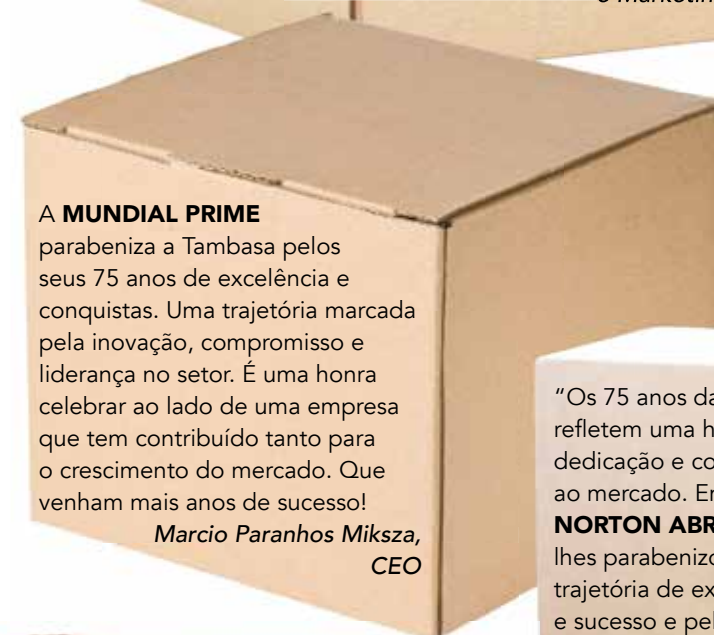 e Marketin
A MUNDIAL PRIME
parabeniza a Tambasa pelos
seus 75 anos de excelência e
conquistas. Uma trajetória marcada
pela inovação, compromisso e
liderança no setor. É uma honra
celebrar ao lado de uma empresa
que tem contribuído tanto para
o crescimento do mercado. Que
venham mais anos de sucesso!
Marcio Paranhos Miksza,
CEO
"Os 75 anos da
refletem uma h
dedicação e co
ao mercado. Em
NORTON ABR
lhes parabenizo
trajetória de ex
e sucesso e pel